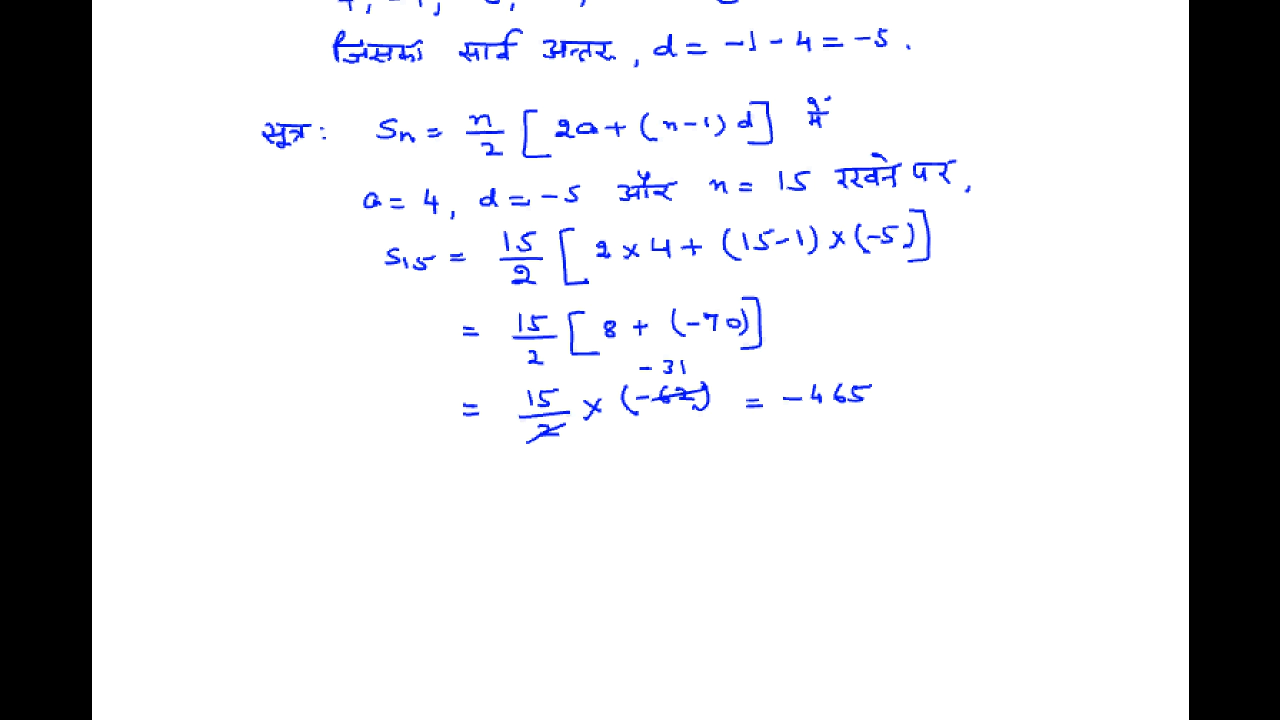 जिसका सार्व अन्तर, d = -1 - 4 = -5 .
सूत्र : Sn = n/2 [ 2a + (n-1) d ] में
a = 4, d = -5 और n = 15 रखने पर,
S15 = 15/2 [ 2 × 4 + (15-1) × (-5) ]
= 15/2 [ 8 + (-70) ]
-31
= 15/2 × (-62) = -465